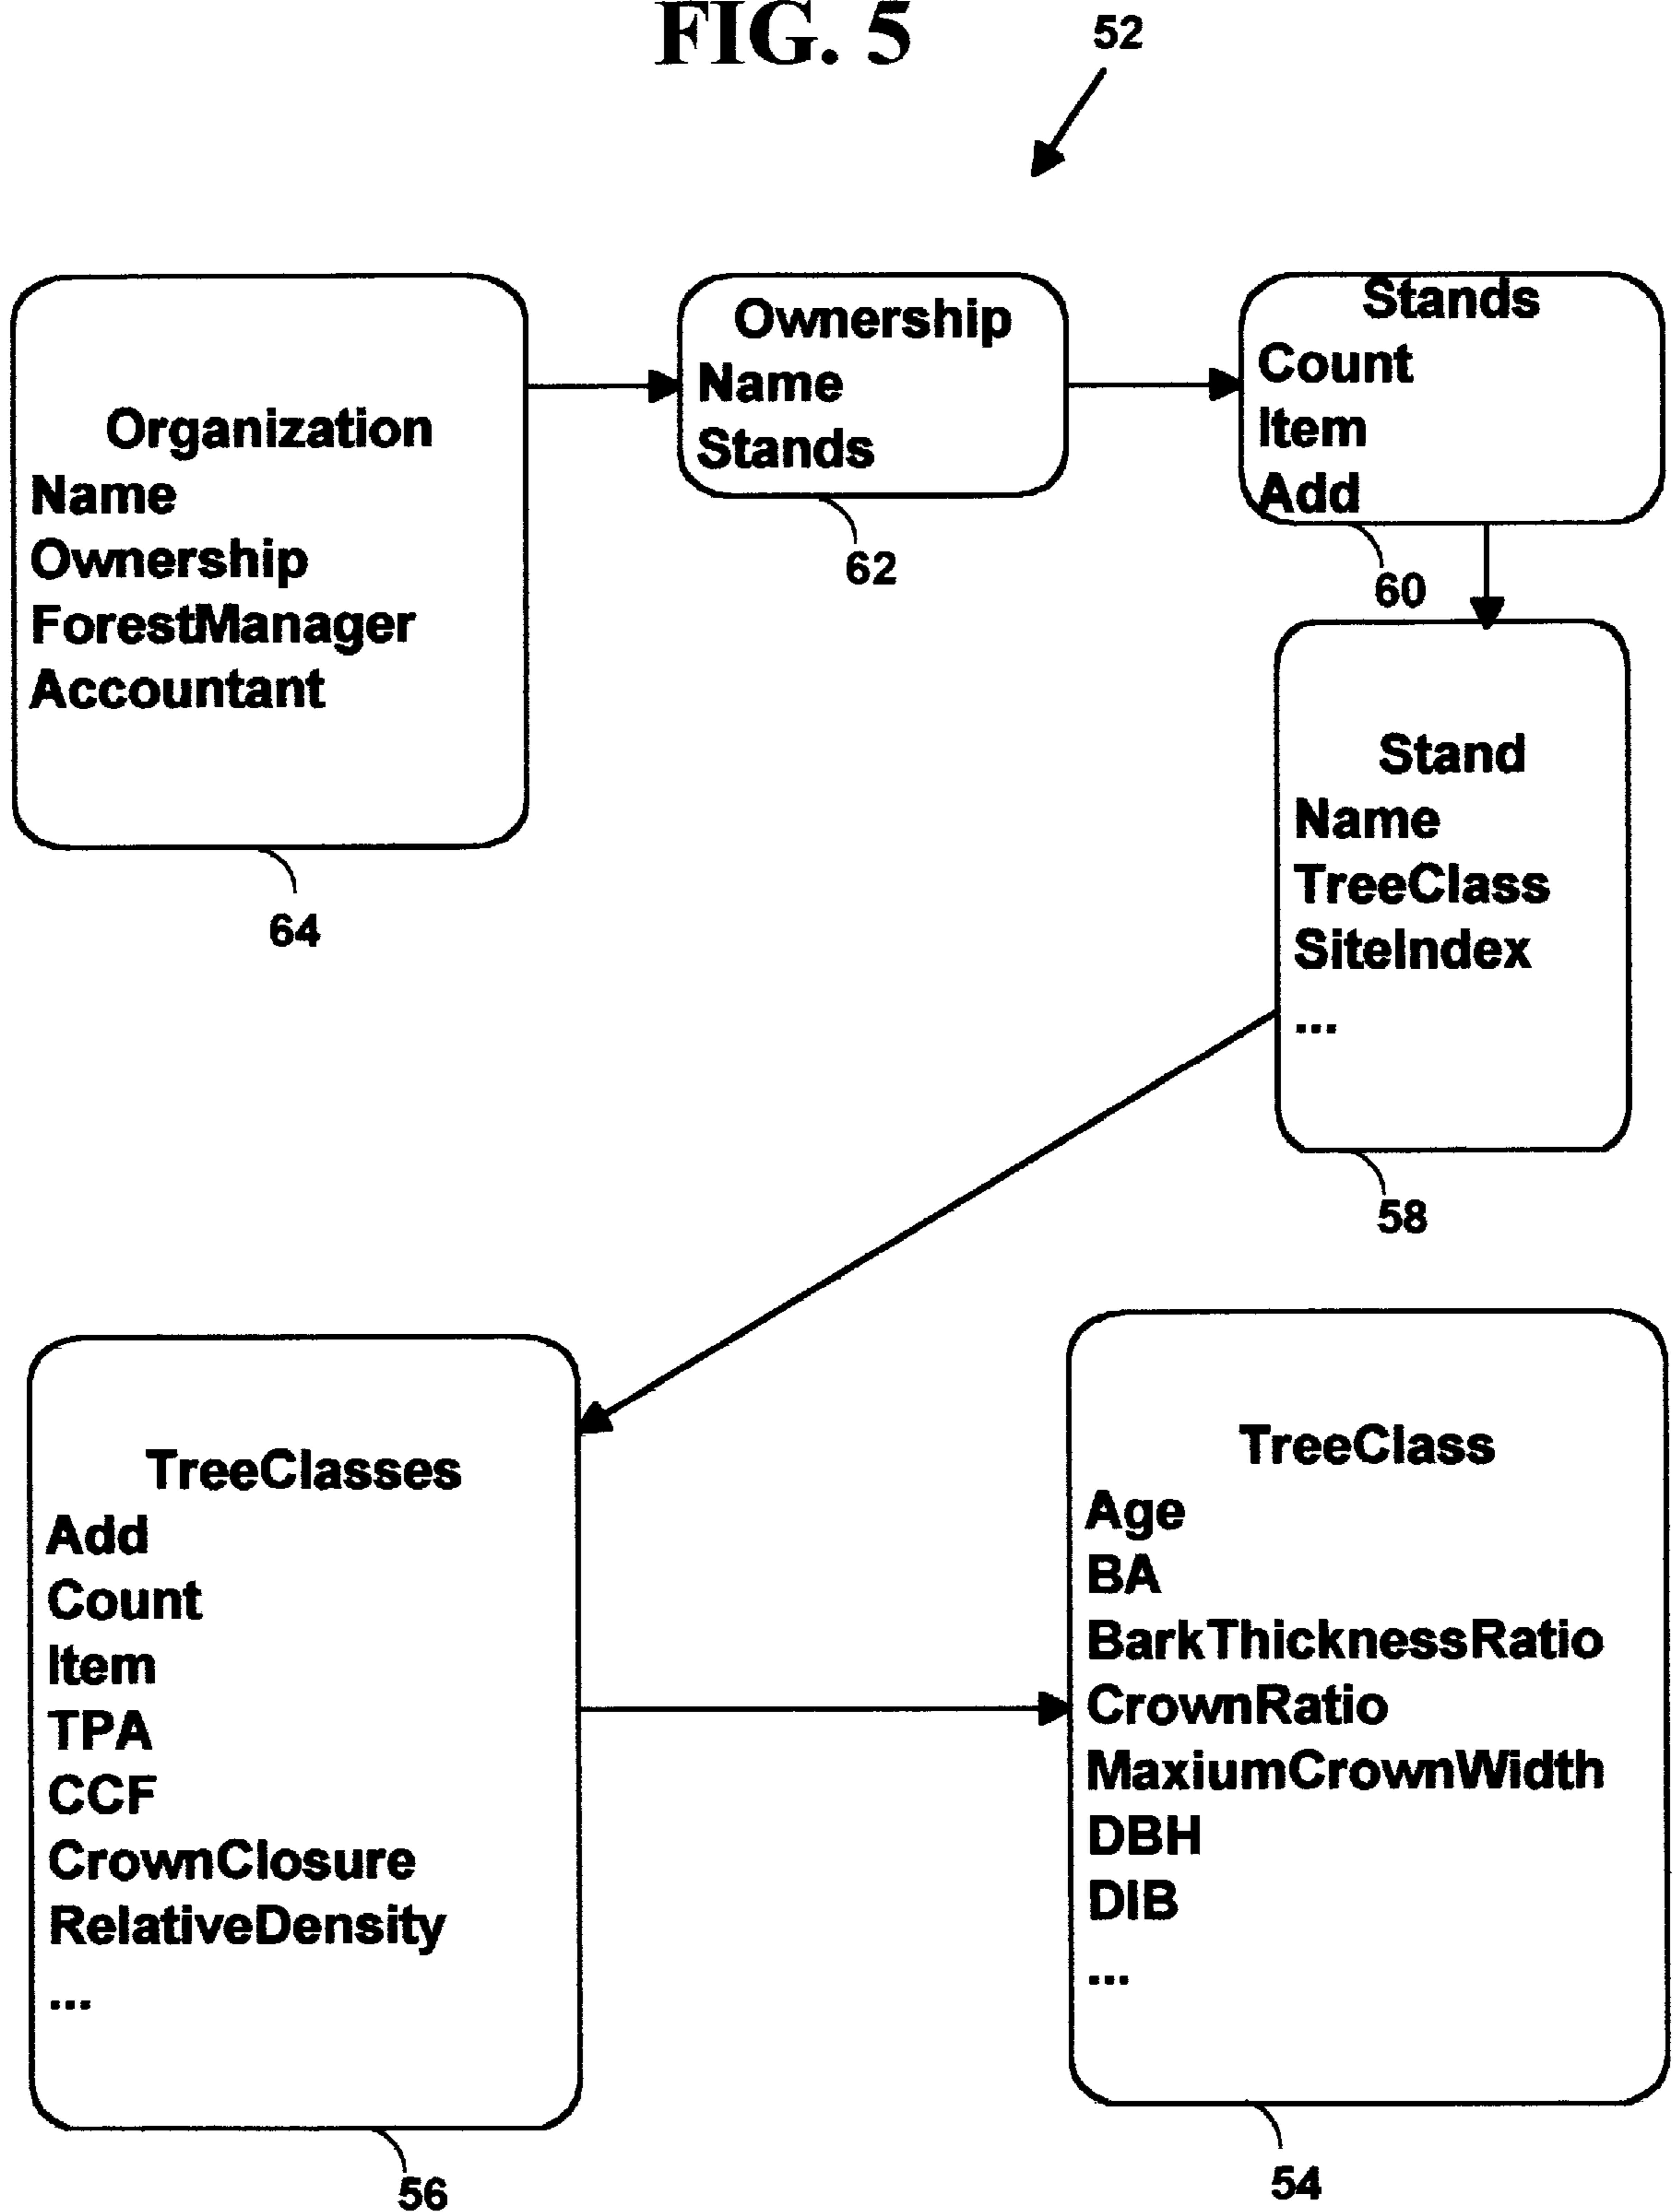 FIG. 5
52
Organization
Name
Ownership
ForestManager
Accountant
64
Ownership
Name
Stands
62
Stands
Count
Item
Add
60
Stand
Name
TreeClass
SiteIndex
...
58
TreeClasses
Add
Count
Item
TPA
CCF
CrownClosure
RelativeDensity
...
56
TreeClass
Age
BA
BarkThicknessRatio
CrownRatio
MaxiumCrownWidth
DBH
DIB
...
54